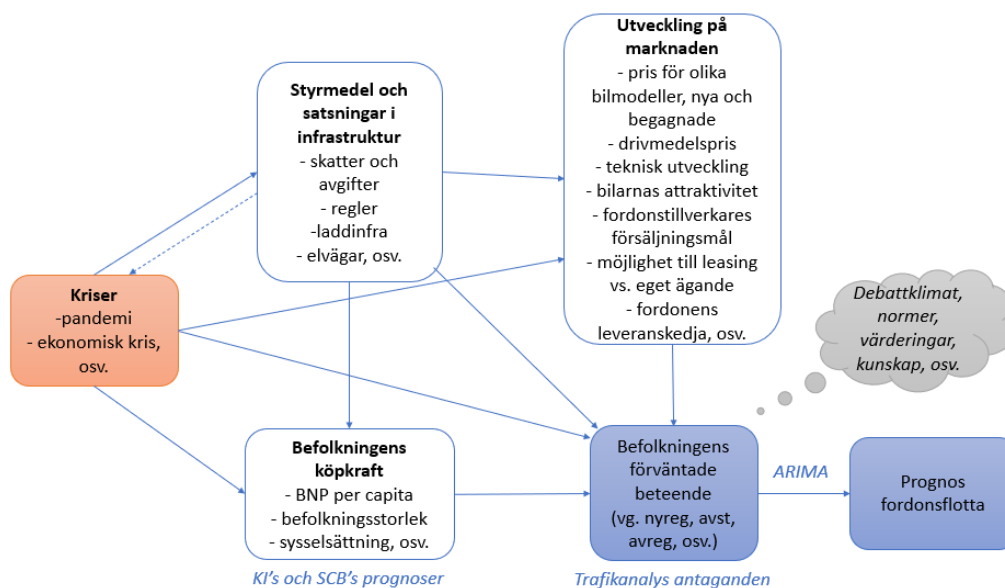 Utveckling på
marknaden
- pris för olika
bilmodeller, nya och
begagnade
- drivmedelspris
- teknisk utveckling
- bilarnas attraktivitet
- fordonstillverkares
försäljningsmål
- möjlighet till leasing
vs. eget ägande
- fordonens
leveranskedja, osv.
Styrmedel och
satsningar i
infrastruktur
- skatter och
avgifter
- regler
-laddinfra
- elvägar, osv.
Kriser
-pandemi
- ekonomisk kris,
osv.
Debattklimat,
normer,
värderingar,
kunskap, osv.
Befolkningens
köpkraft
- BNP per capita
- befolkningsstorlek
- sysselsättning, osv.
KI's och SCB's prognoser
Befolkningens
förväntade
beteende
(vg. nyreg, avst,
avreg, osv.)
Trafikanalys antaganden
ARIMA
Prognos
fordonsflotta